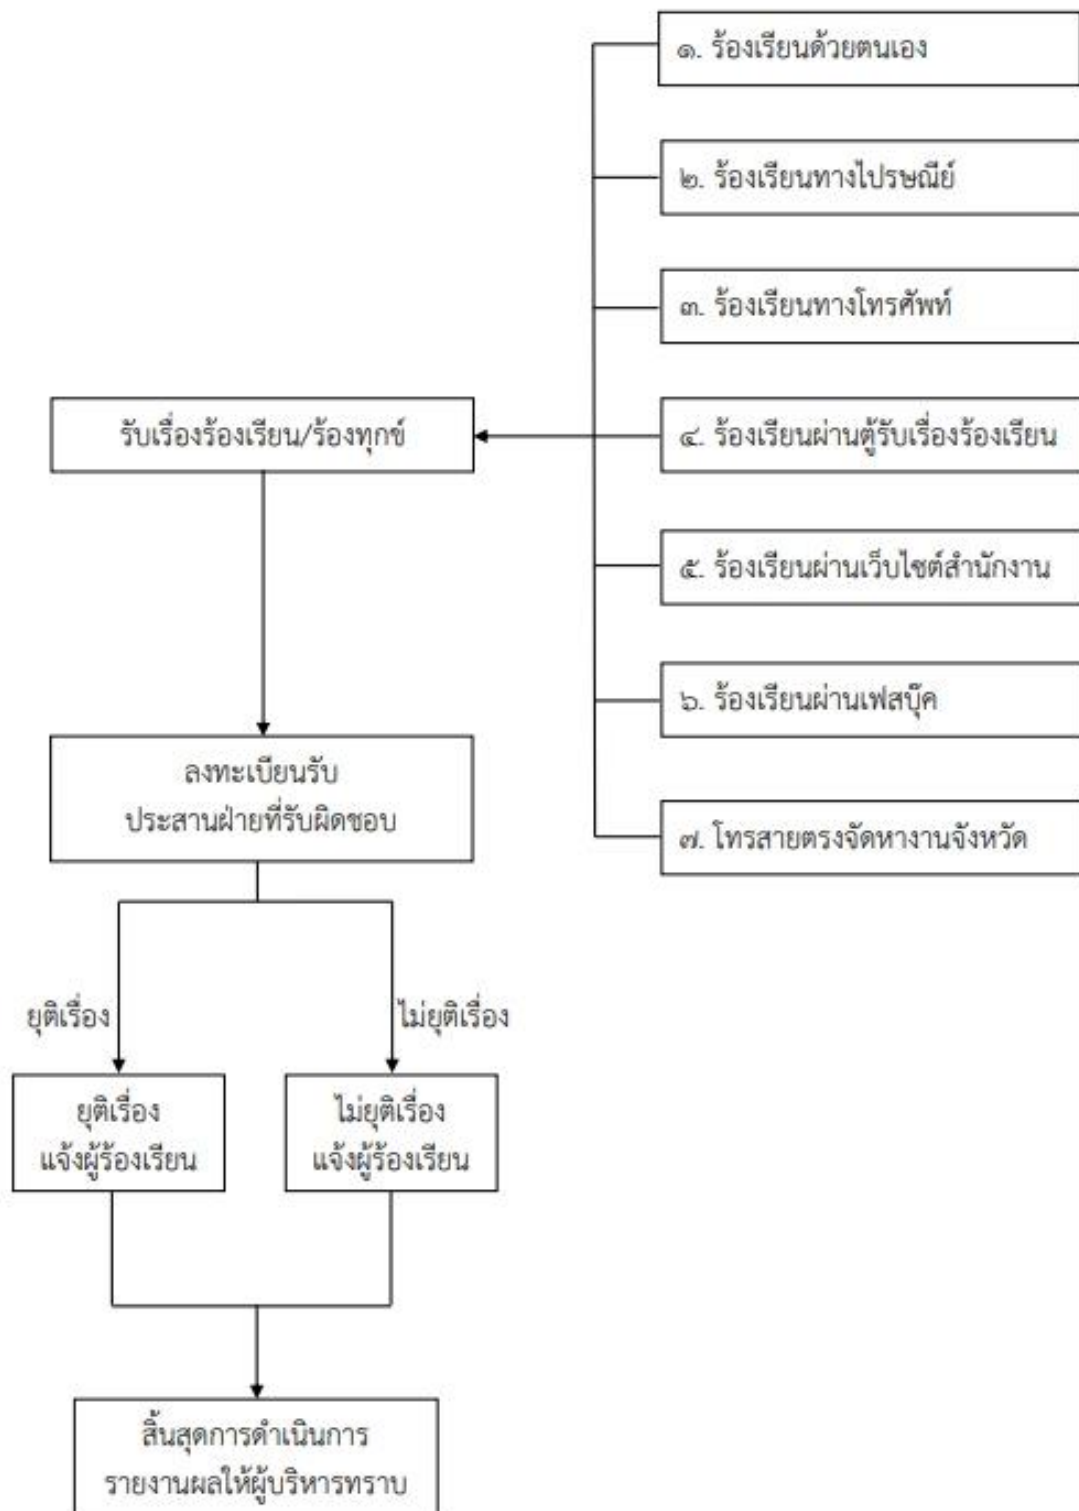 ๑. ร้องเรียนด้วยตนเอง
๒. ร้องเรียนทางไปรษณีย์
๓. ร้องเรียนทางโทรศัพท์
รับเรื่องร้องเรียน/ร้องทุกข์
๔. ร้องเรียนผ่านตู้รับเรื่องร้องเรียน
๕. ร้องเรียนผ่านเว็บไซต์สำนักงาน
๖. ร้องเรียนผ่านเฟสบุ๊ค
ลงทะเบียนรับ
ประสานฝ่ายที่รับผิดชอบ
๗. โทรสายตรงจัดหางานจังหวัด
ยุติเรื่อง
ไม่ยุติเรื่อง
ยุติเรื่อง
แจ้งผู้ร้องเรียน
ไม่ยุติเรื่อง
แจ้งผู้ร้องเรียน
สิ้นสุดการดำเนินการ
รายงานผลให้ผู้บริหารทราบ